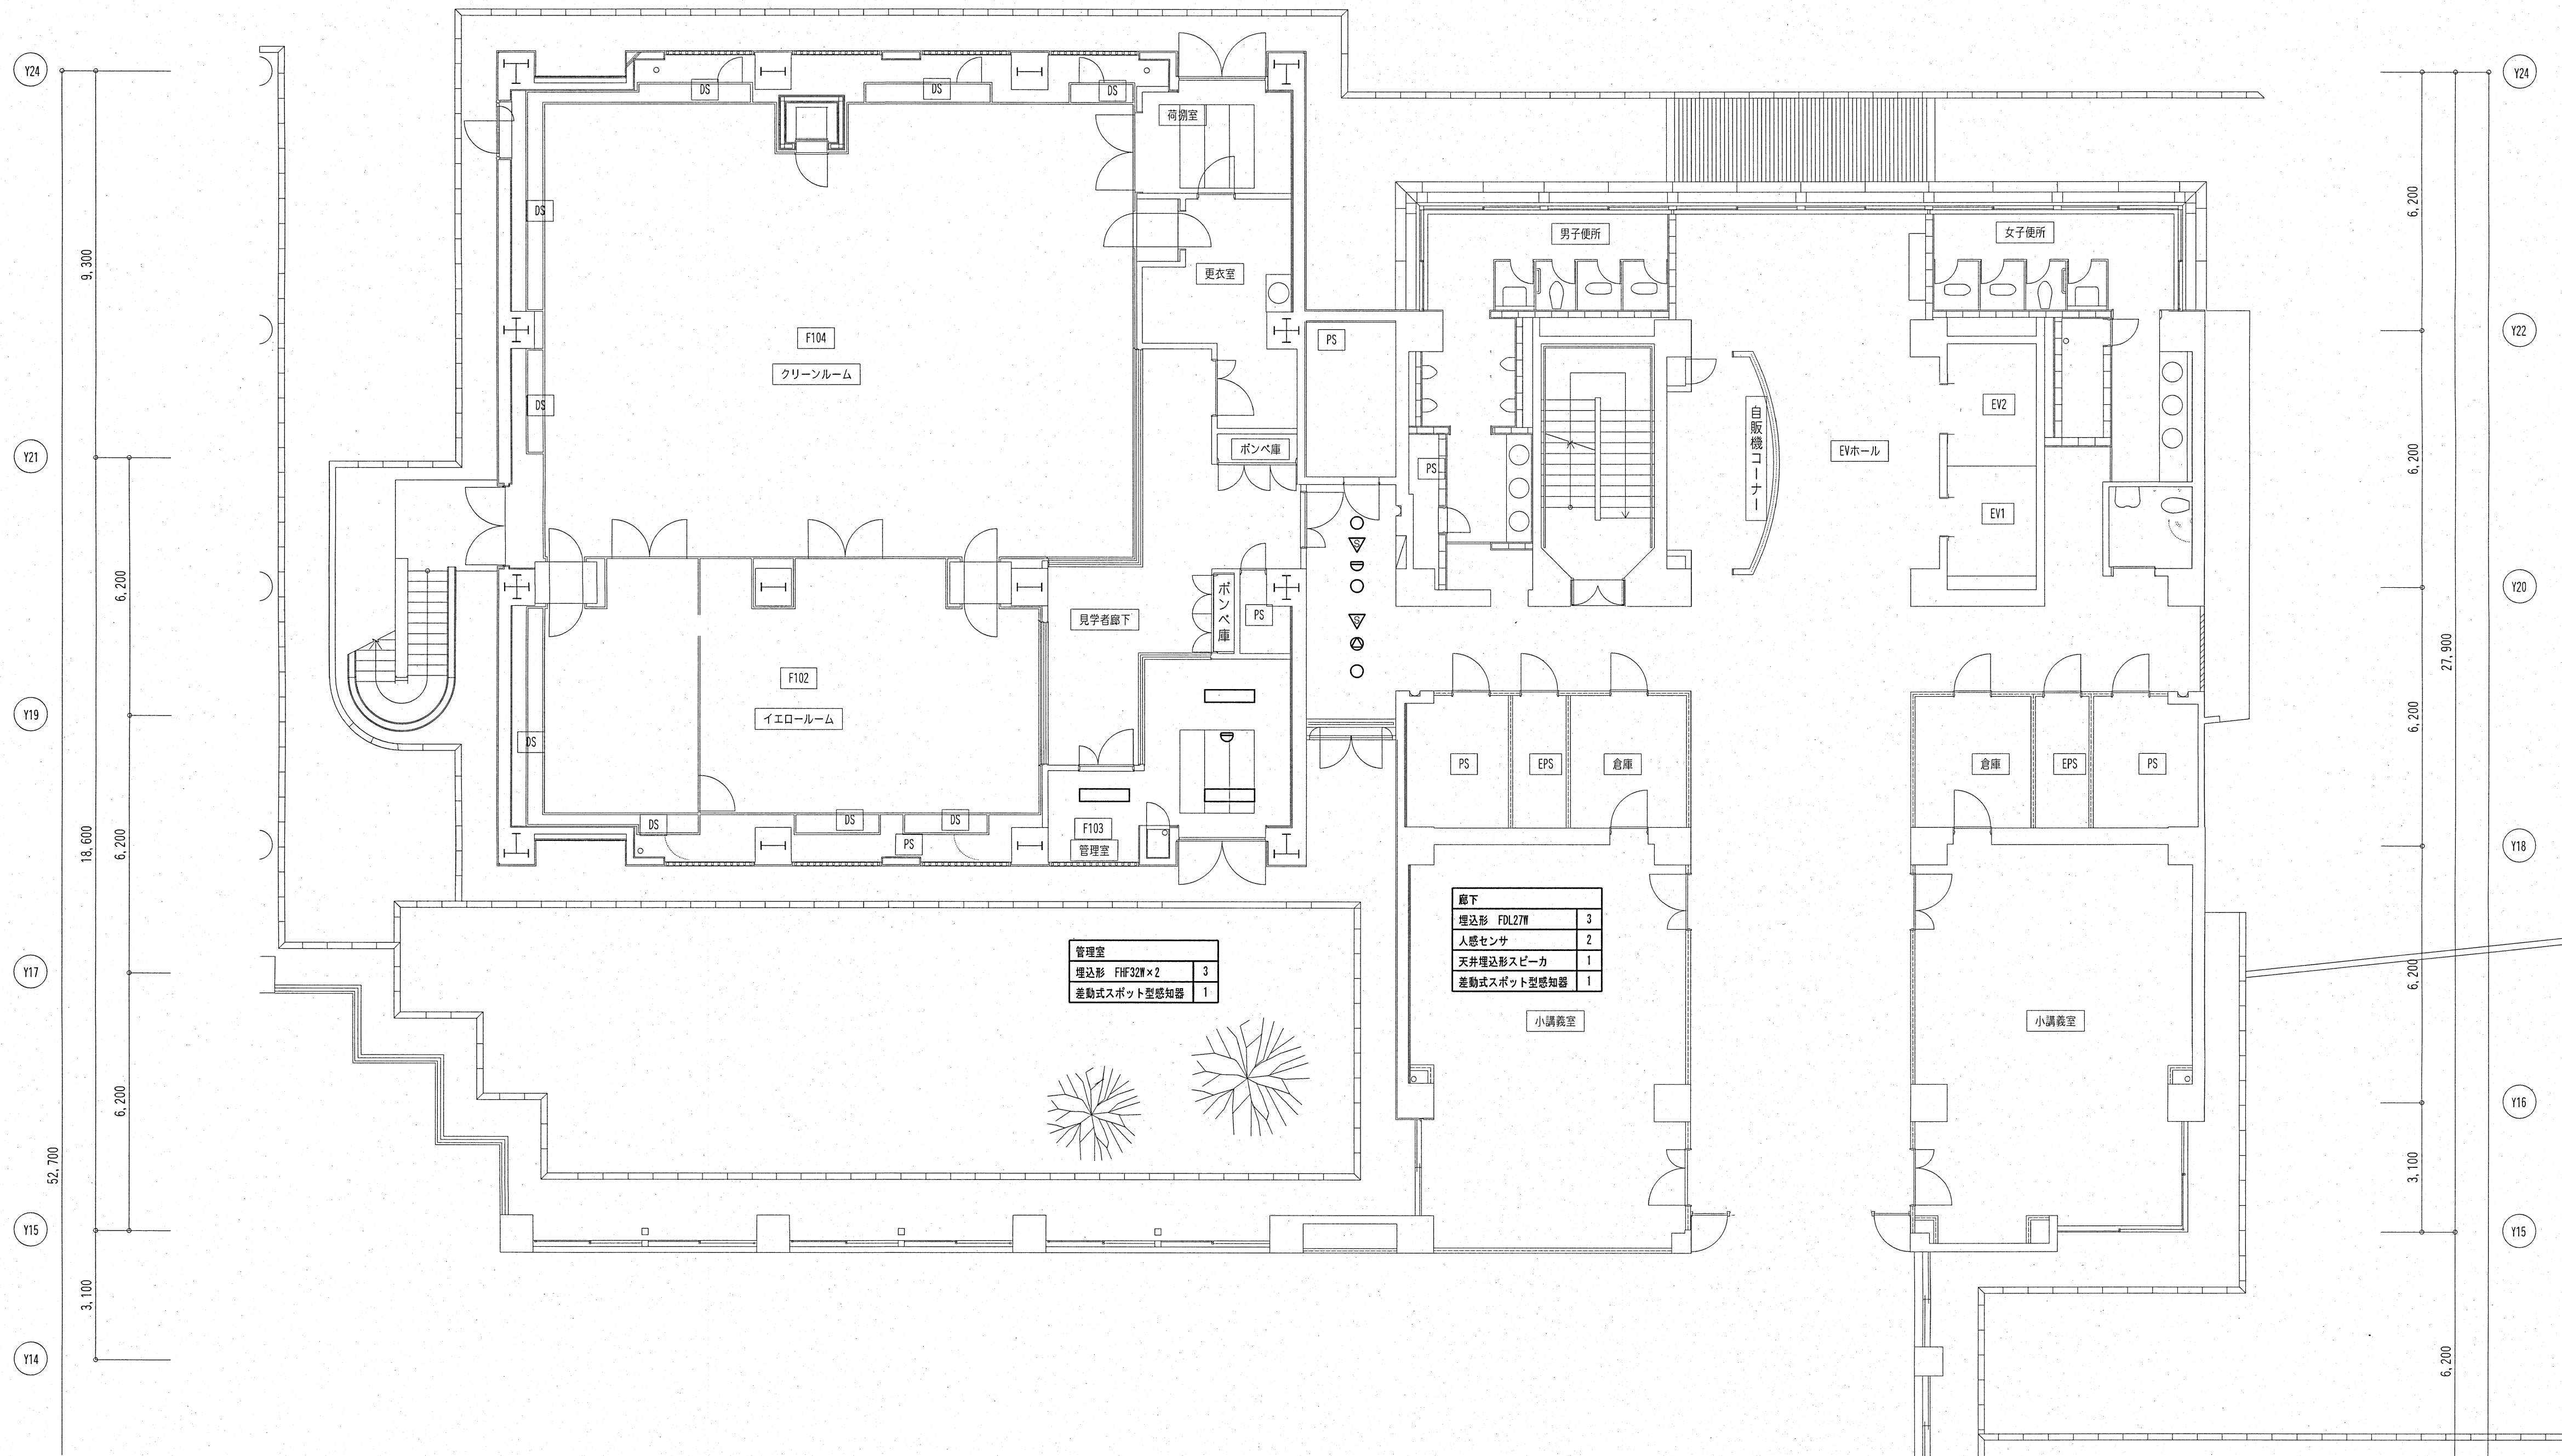 Y24
Y24
DS
DS
DS
荷捌室
DS
6,200
男子便所
女子便所
9,300
更衣室
F104
PS
Y22
クリーンルーム
DS
EV2
自販機コーナー
Y21
ボンベ庫
EVホール
PS
6,200
EV1
S
6,200
Y20
ボンベ庫
PS
見学者廊下
S
27,900
F102
Y19
イエロールーム
6,200
DS
PS
EPS
倉庫
倉庫
EPS
PS
DS
DS
DS
F103
PS
管理室
18,600
6,200
Y18
廊下
埋込形 FDL27W 3
人感センサ 2
天井埋込形スピーカ 1
差動式スポット型感知器 1
管理室
埋込形 FHF32W×2 3
差動式スポット型感知器 1
Y17
6,200
小講義室
小講義室
6,200
Y16
52,700
3,100
Y15
Y15
3,100
Y14
6,200